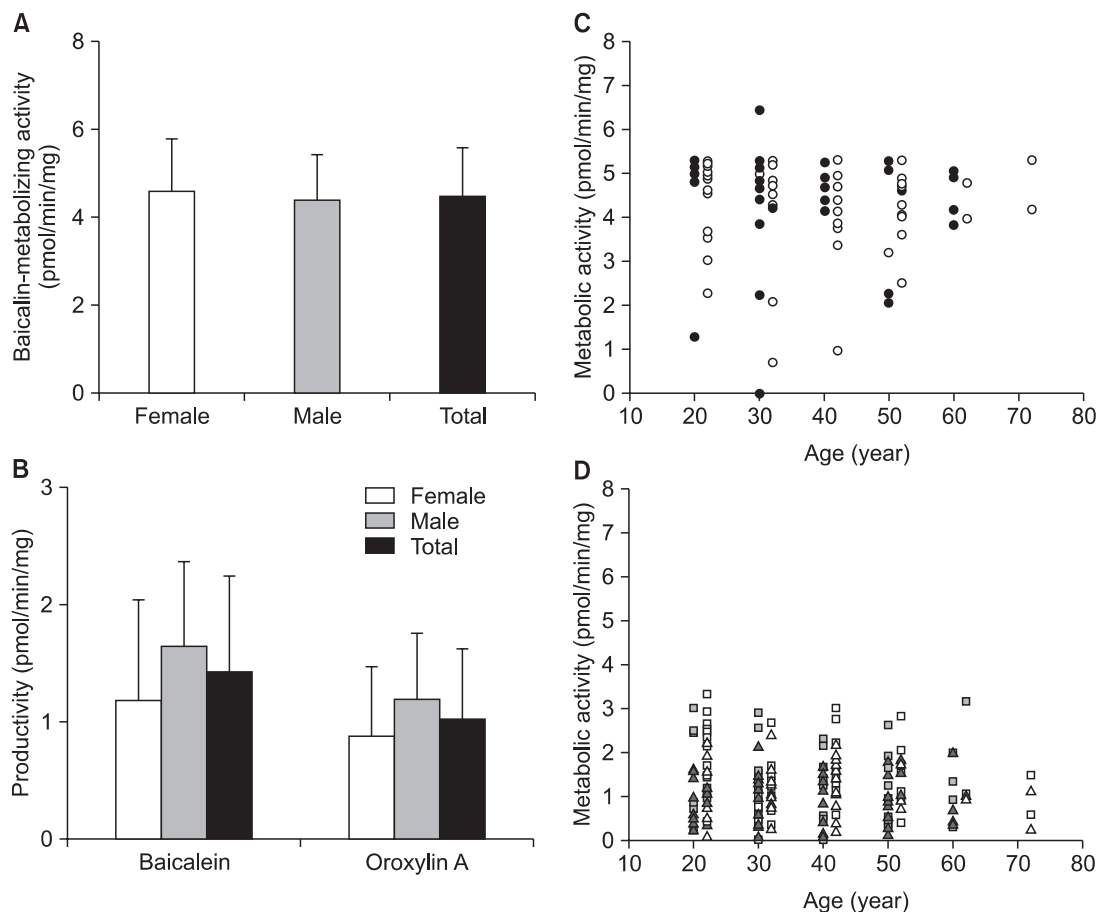 A
Baicalin-metabolizing activity
(pmol/min/mg)
8
6
4
2
0
Female Male Total
B
Productivity (pmol/min/mg)
3
2
1
0
Female
Male
Total
Baicalein Oroxylin A
C
Metabolic activity (pmol/min/mg)
8
7
6
5
4
3
2
1
0
10 20 30 40 50 60 70 80
Age (year)
D
Metabolic activity (pmol/min/mg)
8
7
6
5
4
3
2
1
0
10 20 30 40 50 60 70 80
Age (year)